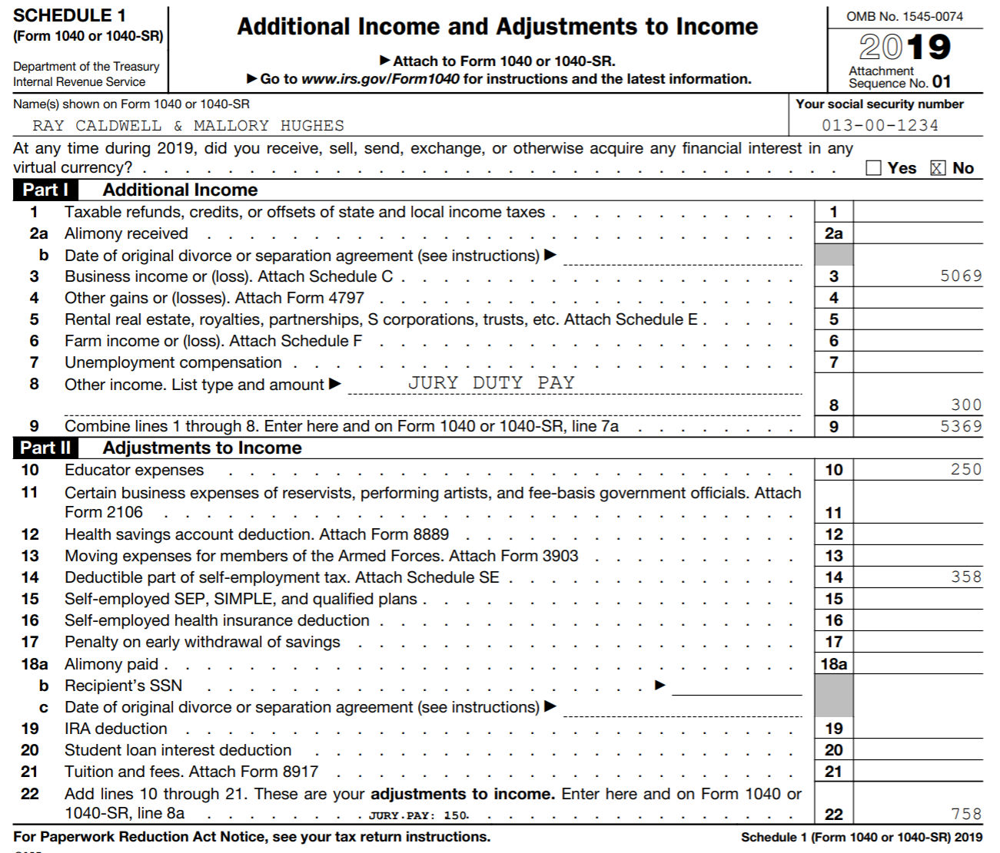 SCHEDULE 1
(Form 1040 or 1040-SR)
Department of the Treasury
Internal Revenue Service
Additional Income and Adjustments to Income
▶ Attach to Form 1040 or 1040-SR.
▶ Go to www.irs.gov/Form1040 for instructions and the latest information.
OMB No. 1545-0074
2019
Attachment
Sequence No. 01
Name(s) shown on Form 1040 or 1040-SR
RAY CALDWELL & MALLORY HUGHES
Your social security number
013-00-1234
At any time during 2019, did you receive, sell, send, exchange, or otherwise acquire any financial interest in any
virtual currency? . . . . . . . . . . . . . . . . . . . . . . . . . . . . . . . . . Yes X No
Part I Additional Income
1 Taxable refunds, credits, or offsets of state and local income taxes . . . . . . . . . . . . 1
2a Alimony received . . . . . . . . . . . . . . . . . . . . . . . . . . . . 2a
b Date of original divorce or separation agreement (see instructions) ▶
3 Business income or (loss). Attach Schedule C . . . . . . . . . . . . . . . . . . . 3 5069
4 Other gains or (losses). Attach Form 4797 . . . . . . . . . . . . . . . . . . . . 4
5 Rental real estate, royalties, partnerships, S corporations, trusts, etc. Attach Schedule E . . . . . 5
6 Farm income or (loss). Attach Schedule F . . . . . . . . . . . . . . . . . . . . 6
7 Unemployment compensation . . . . . . . . . . . . . . . . . . . . . . . . 7
8 Other income. List type and amount ▶ JURY DUTY PAY
8 300
9 Combine lines 1 through 8. Enter here and on Form 1040 or 1040-SR, line 7a . . . . . . . . 9 5369
Part II Adjustments to Income
10 Educator expenses . . . . . . . . . . . . . . . . . . . . . . . . . . . 10 250
11 Certain business expenses of reservists, performing artists, and fee-basis government officials. Attach
Form 2106 . . . . . . . . . . . . . . . . . . . . . . . . . . . . . . 11
12 Health savings account deduction. Attach Form 8889 . . . . . . . . . . . . . . . . 12
13 Moving expenses for members of the Armed Forces. Attach Form 3903 . . . . . . . . . . 13
14 Deductible part of self-employment tax. Attach Schedule SE . . . . . . . . . . . . . . 14 358
15 Self-employed SEP, SIMPLE, and qualified plans . . . . . . . . . . . . . . . . . . 15
16 Self-employed health insurance deduction . . . . . . . . . . . . . . . . . . . . 16
17 Penalty on early withdrawal of savings . . . . . . . . . . . . . . . . . . . . . 17
18a Alimony paid . . . . . . . . . . . . . . . . . . . . . . . . . . . . . . 18a
b Recipient's SSN . . . . . . . . . . . . . . . . . . . . . ▶
c Date of original divorce or separation agreement (see instructions) ▶
19 IRA deduction . . . . . . . . . . . . . . . . . . . . . . . . . . . . . 19
20 Student loan interest deduction . . . . . . . . . . . . . . . . . . . . . . . 20
21 Tuition and fees. Attach Form 8917 . . . . . . . . . . . . . . . . . . . . . . 21
22 Add lines 10 through 21. These are your adjustments to income. Enter here and on Form 1040 or
1040-SR, line 8a . . . . . . . . JURY.PAY: 150. . . . . . . . . . . . . . . . . 22 758
For Paperwork Reduction Act Notice, see your tax return instructions. Schedule 1 (Form 1040 or 1040-SR) 2019